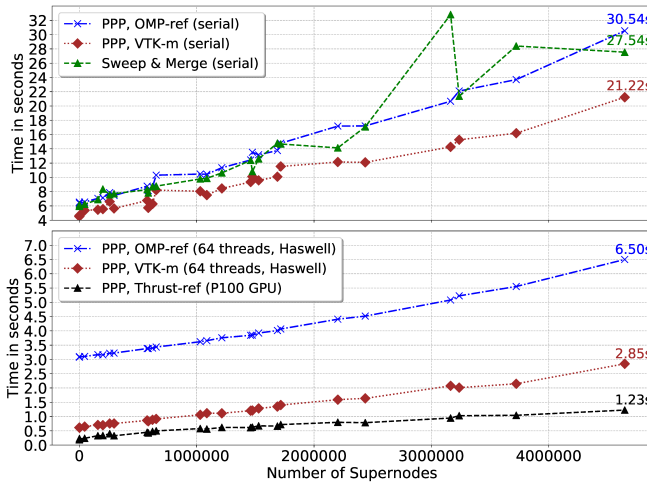 32
30
28
26
24
22
20
18
16
14
12
10
8
6
4
Time in seconds
PPP, OMP-ref (serial)
PPP, VTK-m (serial)
Sweep & Merge (serial)
30.54s
27.54s
21.22s
7.0
6.5
6.0
5.5
5.0
4.5
4.0
3.5
3.0
2.5
2.0
1.5
1.0
0.5
0.0
Time in seconds
PPP, OMP-ref (64 threads, Haswell)
PPP, VTK-m (64 threads, Haswell)
PPP, Thrust-ref (P100 GPU)
6.50s
2.85s
1.23s
0 1000000 2000000 3000000 4000000
Number of Supernodes